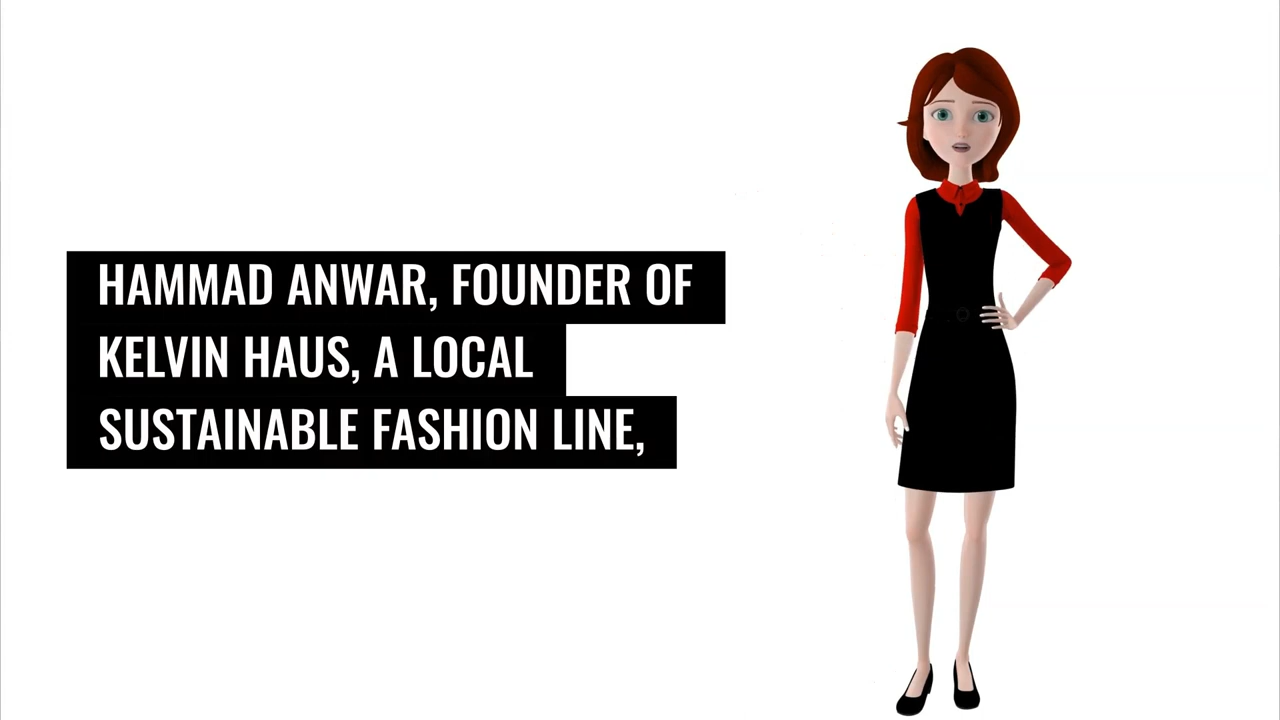 HAMMAD ANWAR, FOUNDER OF
KELVIN HAUS, A LOCAL
SUSTAINABLE FASHION LINE,